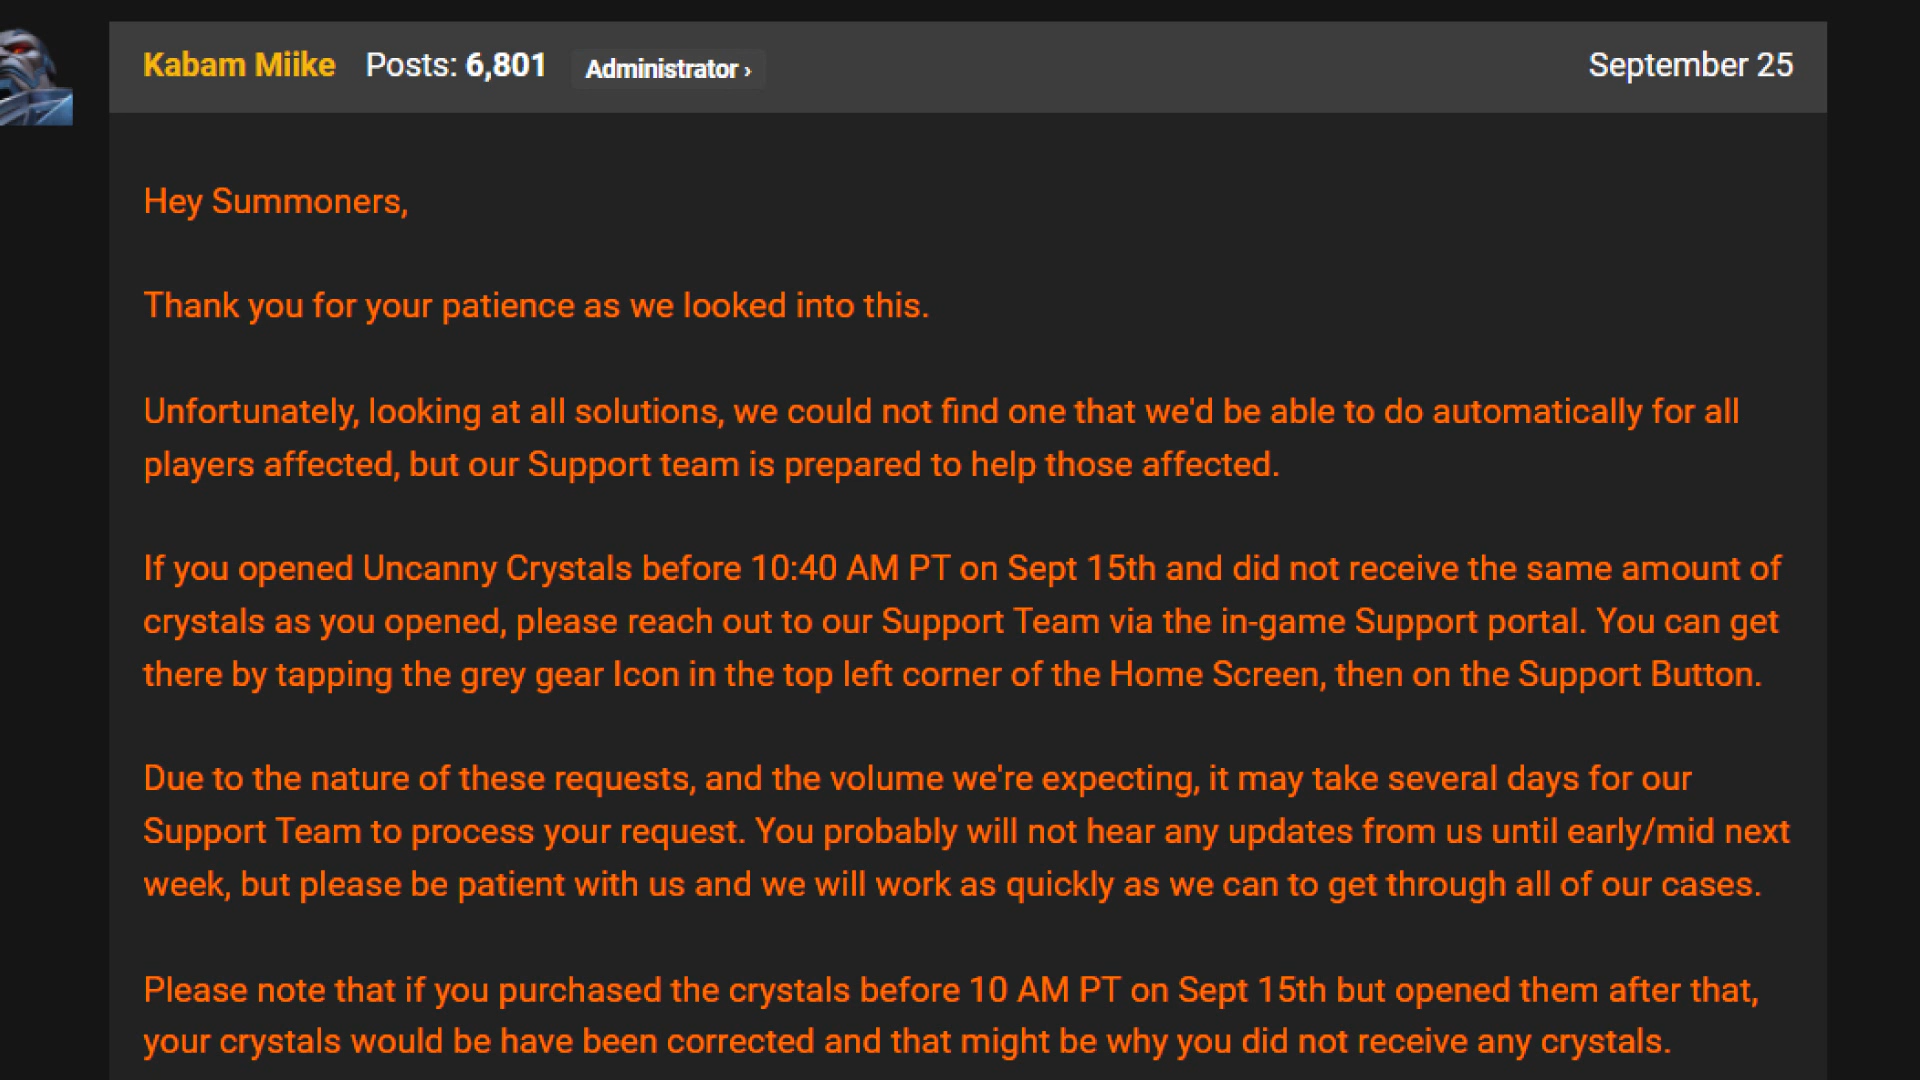 Kabam Miike Posts: 6,801 Administrator › September 25
Hey Summoners,
Thank you for your patience as we looked into this.
Unfortunately, looking at all solutions, we could not find one that we'd be able to do automatically for all
players affected, but our Support team is prepared to help those affected.
If you opened Uncanny Crystals before 10:40 AM PT on Sept 15th and did not receive the same amount of
crystals as you opened, please reach out to our Support Team via the in-game Support portal. You can get
there by tapping the grey gear Icon in the top left corner of the Home Screen, then on the Support Button.
Due to the nature of these requests, and the volume we're expecting, it may take several days for our
Support Team to process your request. You probably will not hear any updates from us until early/mid next
week, but please be patient with us and we will work as quickly as we can to get through all of our cases.
Please note that if you purchased the crystals before 10 AM PT on Sept 15th but opened them after that,
your crystals would be have been corrected and that might be why you did not receive any crystals.